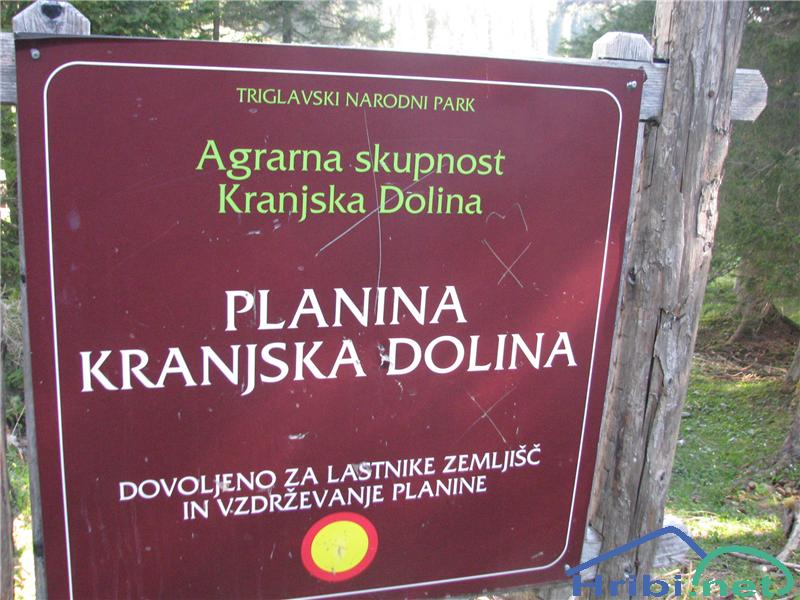 TRIGLAVSKI NARODNI PARK
Agrarna skupnost
Kranjska Dolina
PLANINA
KRANJSKA DOLINA
DOVOLJENO ZA LASTNIKE ZEMLJIŠČ
IN VZDRŽEVANJE PLANINE
Hribi.net